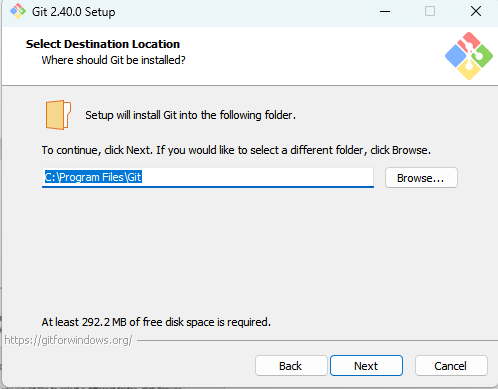 Git 2.40.0 Setup
Select Destination Location
Where should Git be installed?
Setup will install Git into the following folder.
To continue, click Next. If you would like to select a different folder, click Browse.
C:\Program Files\Git
Browse...
At least 292.2 MB of free disk space is required.
https://gitforwindows.org/
Back
Next
Cancel